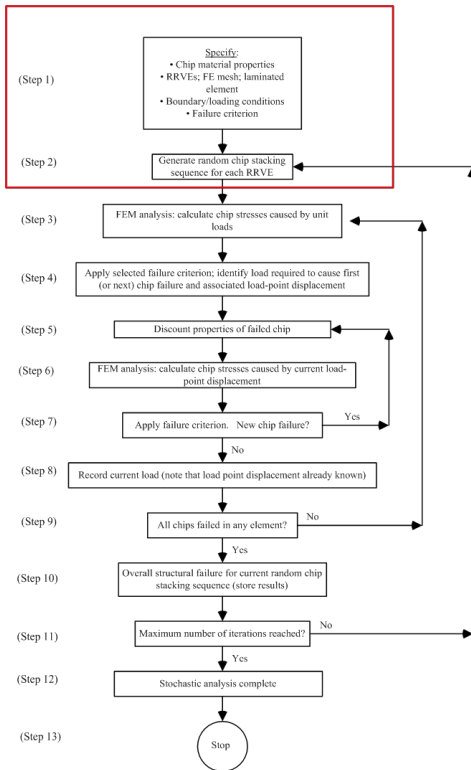 (Step 1)
Specify:
• Chip material properties
• RRVEs; FE mesh; laminated
element
• Boundary/loading conditions
• Failure criterion
(Step 2)
Generate random chip stacking
sequence for each RRVE
(Step 3)
FEM analysis: calculate chip stresses caused by unit
loads
(Step 4)
Apply selected failure criterion; identify load required to cause first
(or next) chip failure and associated load-point displacement
(Step 5)
Discount properties of failed chip
(Step 6)
FEM analysis: calculate chip stresses caused by current load-
point displacement
(Step 7)
Apply failure criterion. New chip failure?
Yes
No
(Step 8)
Record current load (note that load point displacement already known)
(Step 9)
All chips failed in any element?
No
Yes
(Step 10)
Overall structural failure for current random chip
stacking sequence (store results)
(Step 11)
Maximum number of iterations reached?
No
Yes
(Step 12)
Stochastic analysis complete
(Step 13)
Stop